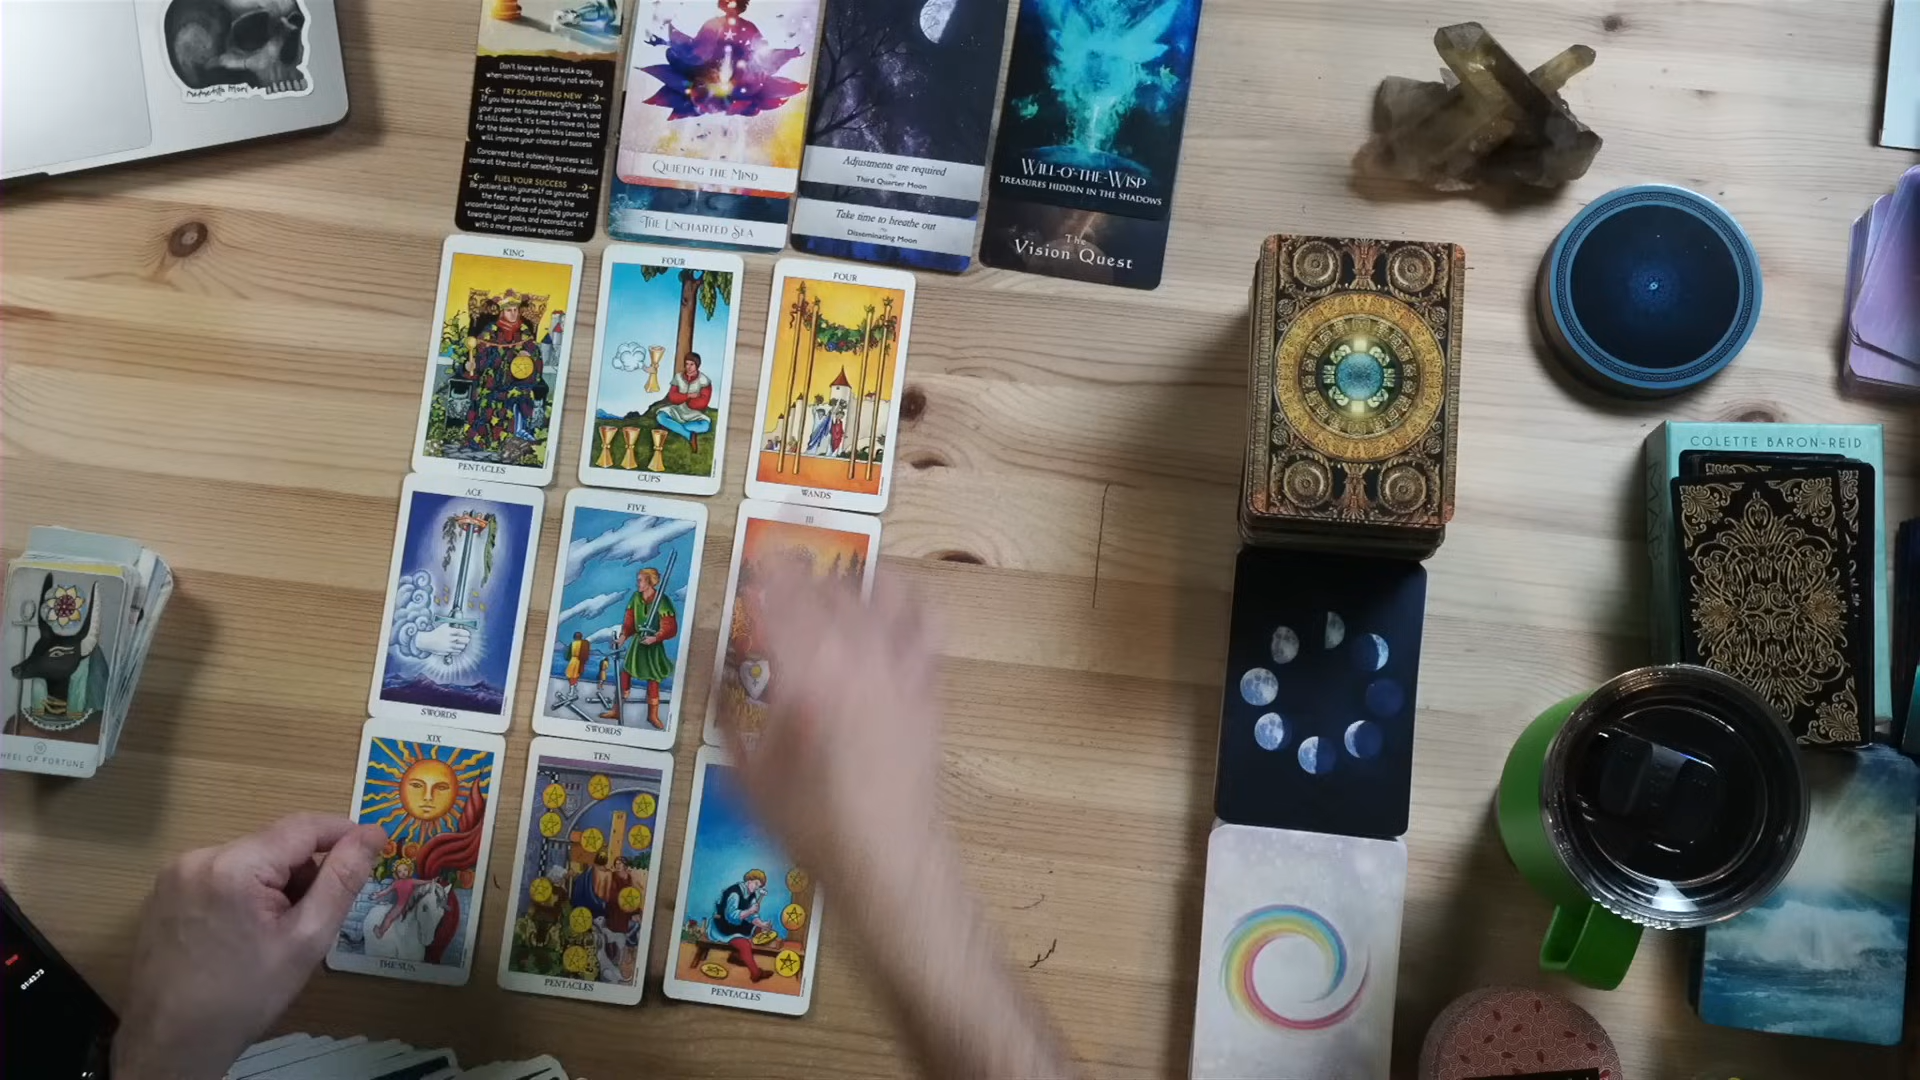 Memento Mori
Don't know when to walk away
when something is clearly not working
TRY SOMETHING NEW
If you have exhausted everything within
your power to make something work, and
it still doesn't, it's time to move on, look
for the take-aways from this lesson that
will improve your chances of success
Concerned that achieving success will
come at the cost of something else valued
FUEL YOUR SUCCESS
Be patient with yourself as you unravel
the fear, and work through the
uncomfortable phase of pushing yourself
towards your goals, and reconstruct it
with a more positive expectation
QUIETING THE MIND
THE UNCHARTED SEA
Adjustments are required
Third Quarter Moon
Take time to breathe out
Disseminating Moon
WILL-O'-THE-WISP
TREASURES HIDDEN IN THE SHADOWS
The
Vision Quest
KING
PENTACLES
FOUR
CUPS
FOUR
WANDS
ACE
SWORDS
FIVE
SWORDS
III
XIX
THE SUN
TEN
PENTACLES
PENTACLES
HEEL OF FORTUNE
COLETTE BARON-REID